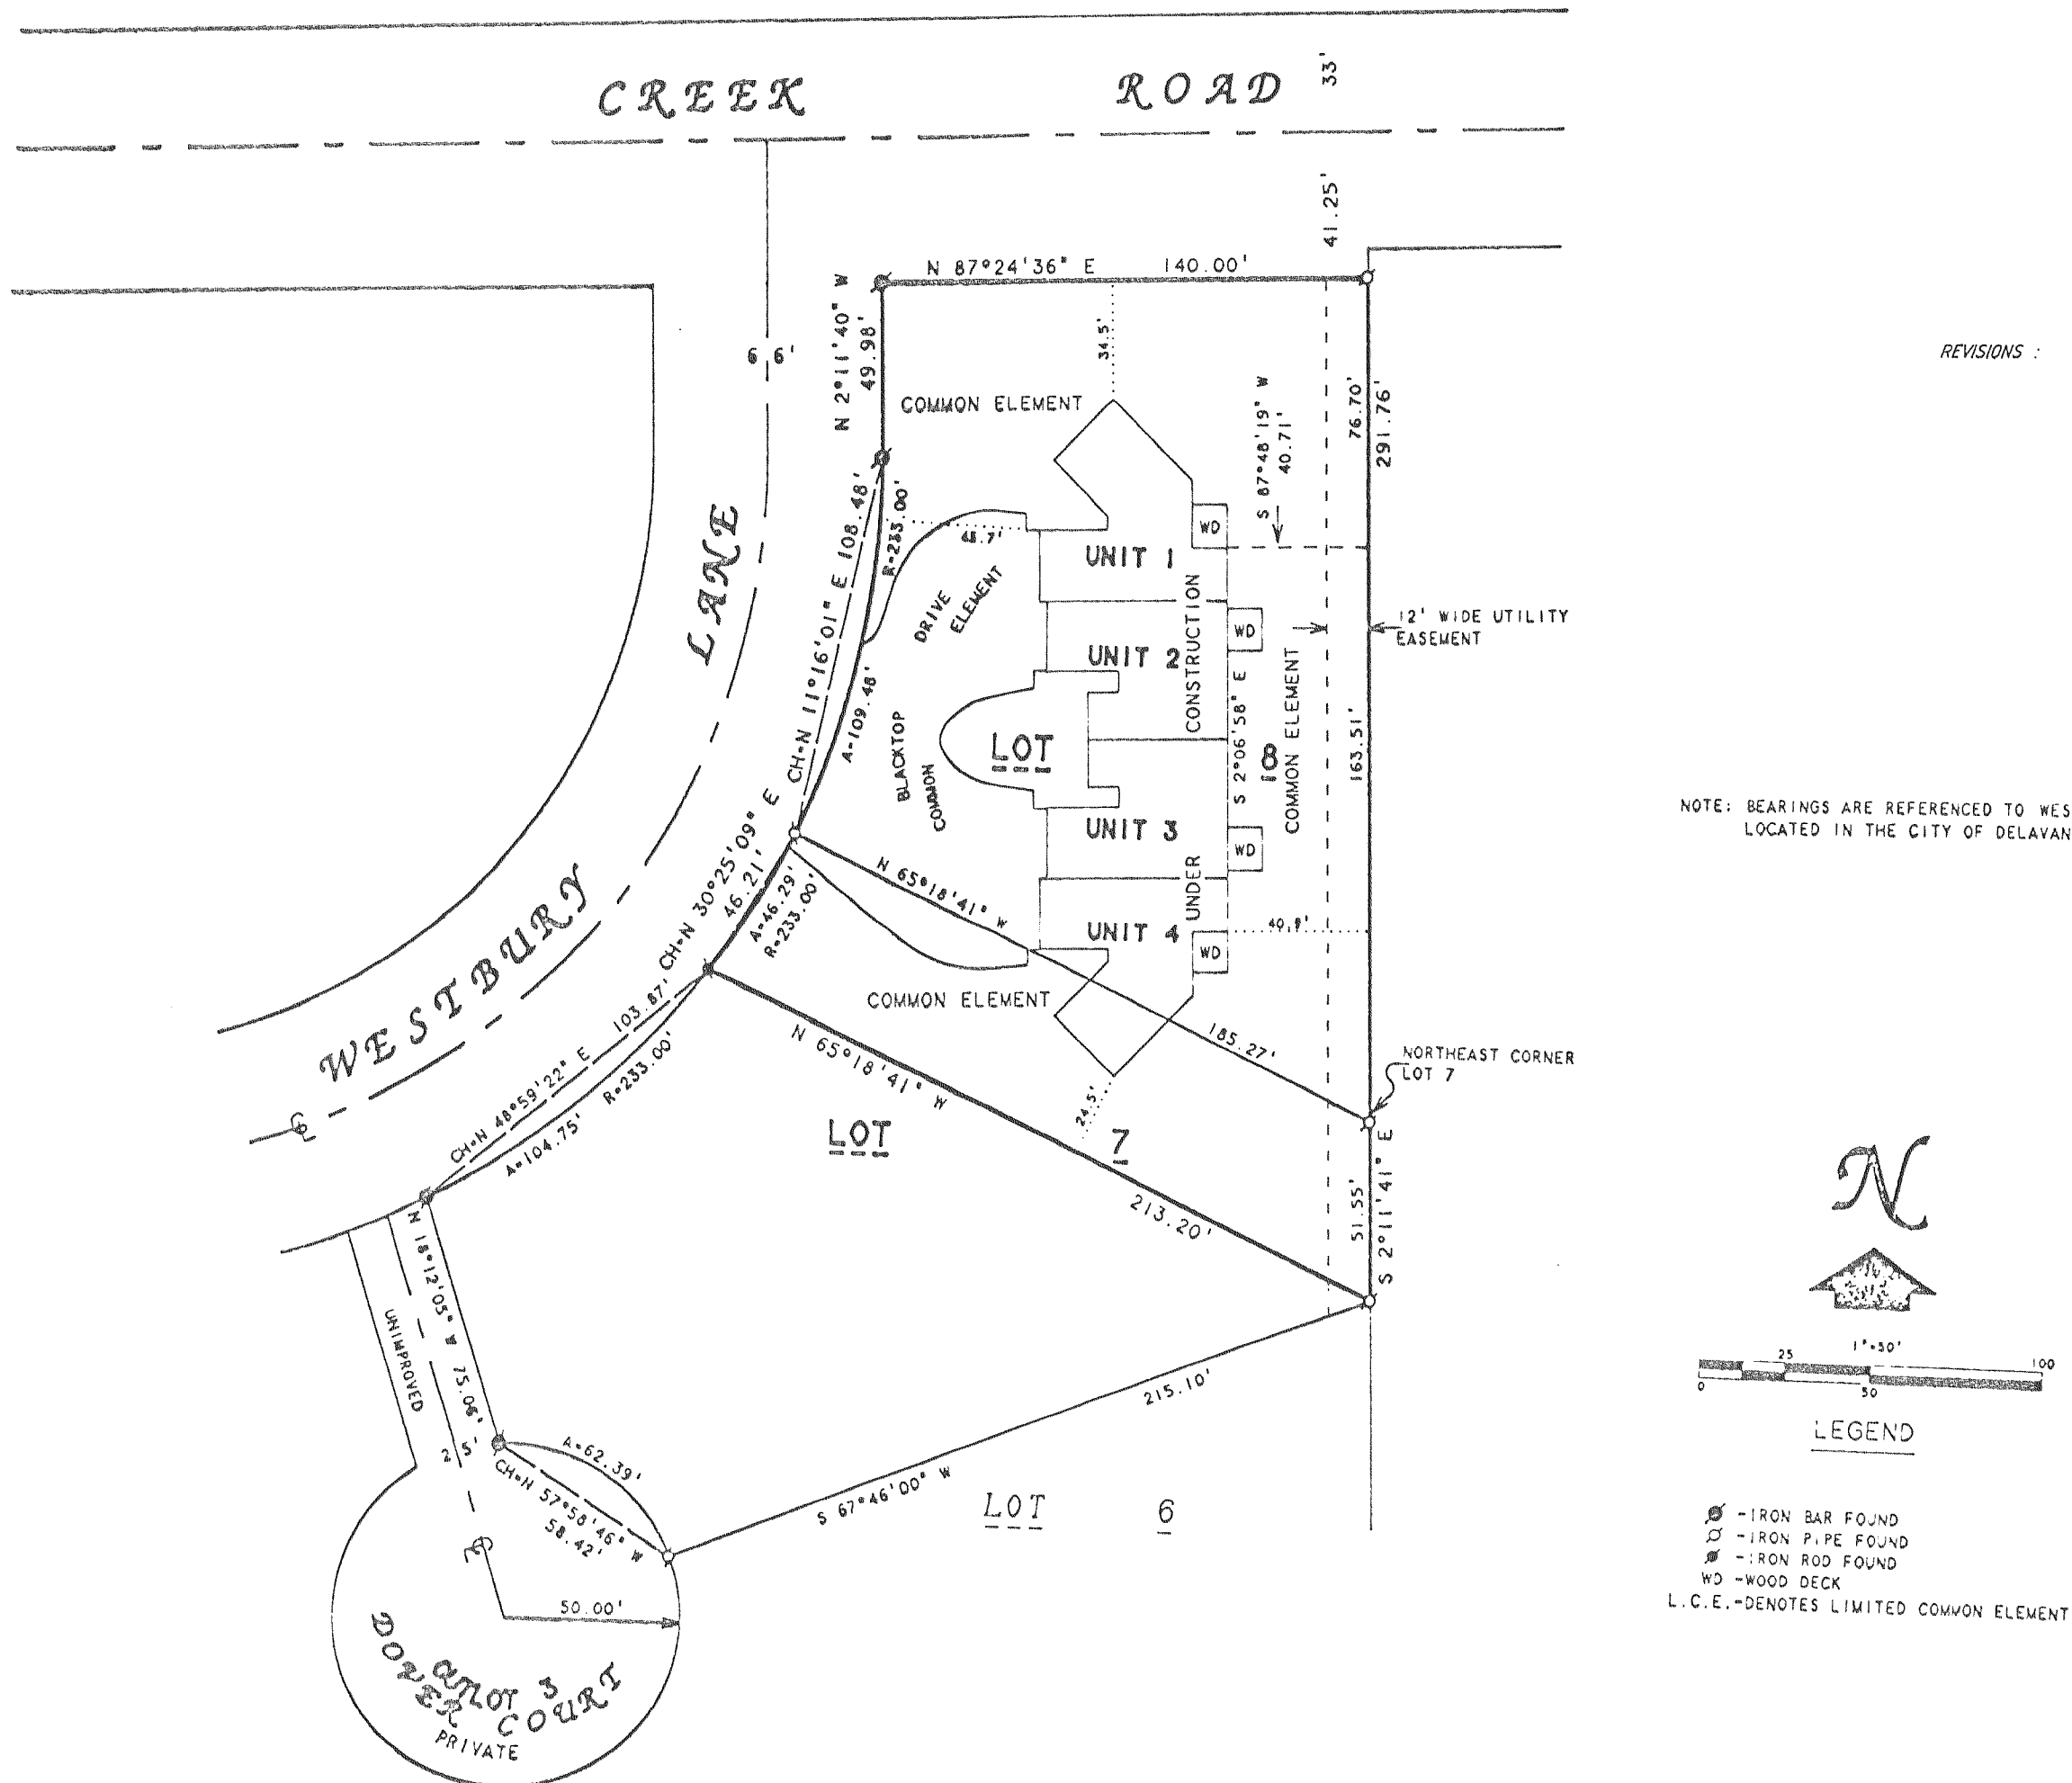 CREEK ROAD
33'
41.25'
N 87°24'36" E 140.00'
N 2°11'40" W
49.98'
66'
34.5'
REVISIONS :
COMMON ELEMENT
S 87°48'19" W
40.71'
76.70'
291.76'
CH=N 11°16'01" E 108.48'
R=233.00'
A=109.48'
WD
UNIT 1
DRIVE
ELEMENT
12' WIDE UTILITY
EASEMENT
WD
UNIT 2
CONSTRUCTION
UNDER
S 2°06'58" E
COMMON ELEMENT
163.51'
BLACKTOP
COMMON
LOT 8
WESTBURY LANE
NOTE: BEARINGS ARE REFERENCED TO WES
LOCATED IN THE CITY OF DELAVAN
UNIT 3
WD
CH=N 30°25'09" E
46.21'
A=46.29'
R=233.00'
N 65°18'41" W
185.27'
UNIT 4
WD
COMMON ELEMENT
NORTHEAST CORNER
LOT 7
N 65°18'41" W
213.20'
24.5'
LOT 7
51.55'
S 2°11'41" E
CH=N 48°59'22" E 103.87'
A=104.75' R=233.00'
N
UNIMPROVED
75.06'
25'
A=62.39'
CH=N 57°58'46" W
58.42'
S 67°46'00" W
215.10'
LOT 6
1"=50'
25 100
0 50
LEGEND
-IRON BAR FOUND
-IRON PIPE FOUND
-IRON ROD FOUND
WD -WOOD DECK
L.C.E.-DENOTES LIMITED COMMON ELEMENT
50.00'
3
DOVER COURT
PRIVATE